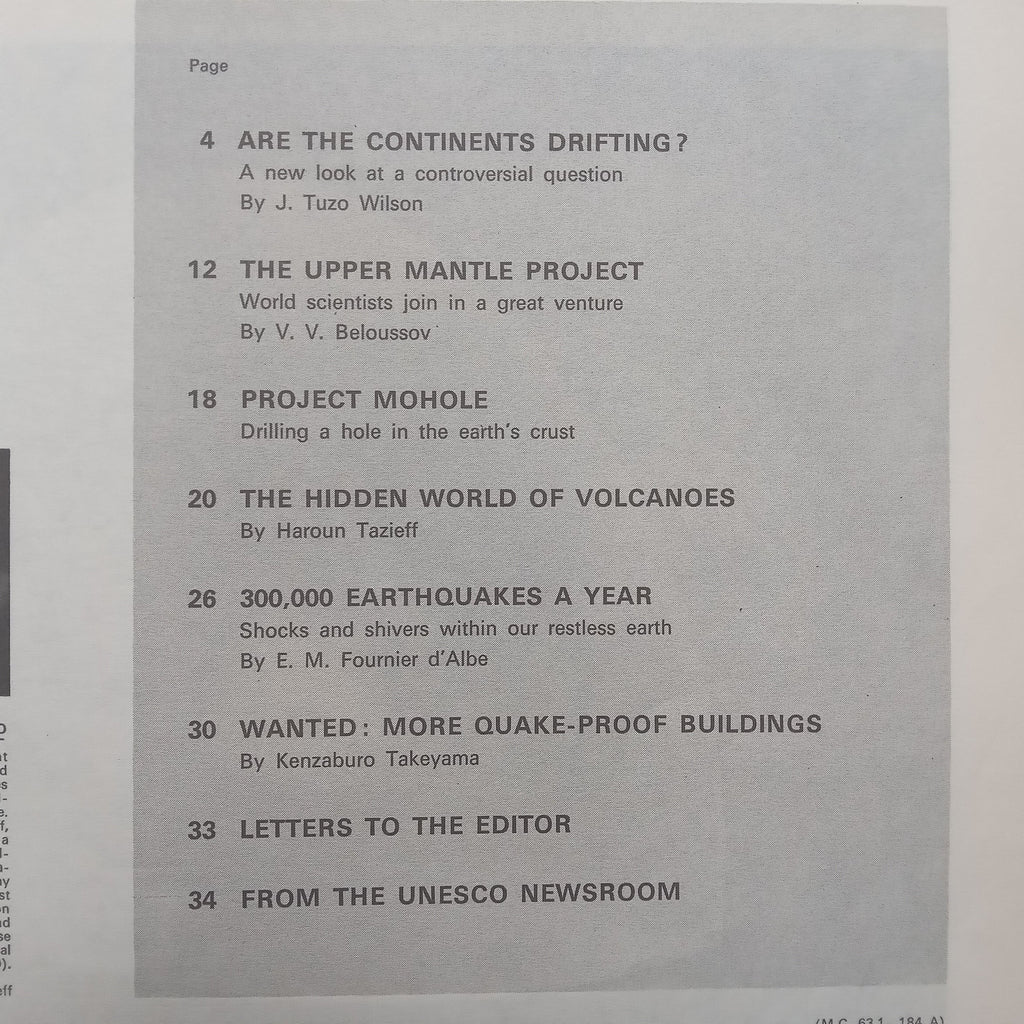 Page
4 ARE THE CONTINENTS DRIFTING?
A new look at a controversial question
By J. Tuzo Wilson
12 THE UPPER MANTLE PROJECT
World scientists join in a great venture
By V. V. Beloussov
18 PROJECT MOHOLE
Drilling a hole in the earth's crust
20 THE HIDDEN WORLD OF VOLCANOES
By Haroun Tazieff
26 300,000 EARTHQUAKES A YEAR
Shocks and shivers within our restless earth
By E. M. Fournier d'Albe
30 WANTED: MORE QUAKE-PROOF BUILDINGS
By Kenzaburo Takeyama
33 LETTERS TO THE EDITOR
34 FROM THE UNESCO NEWSROOM
(M.C. 63.1. 184 A)